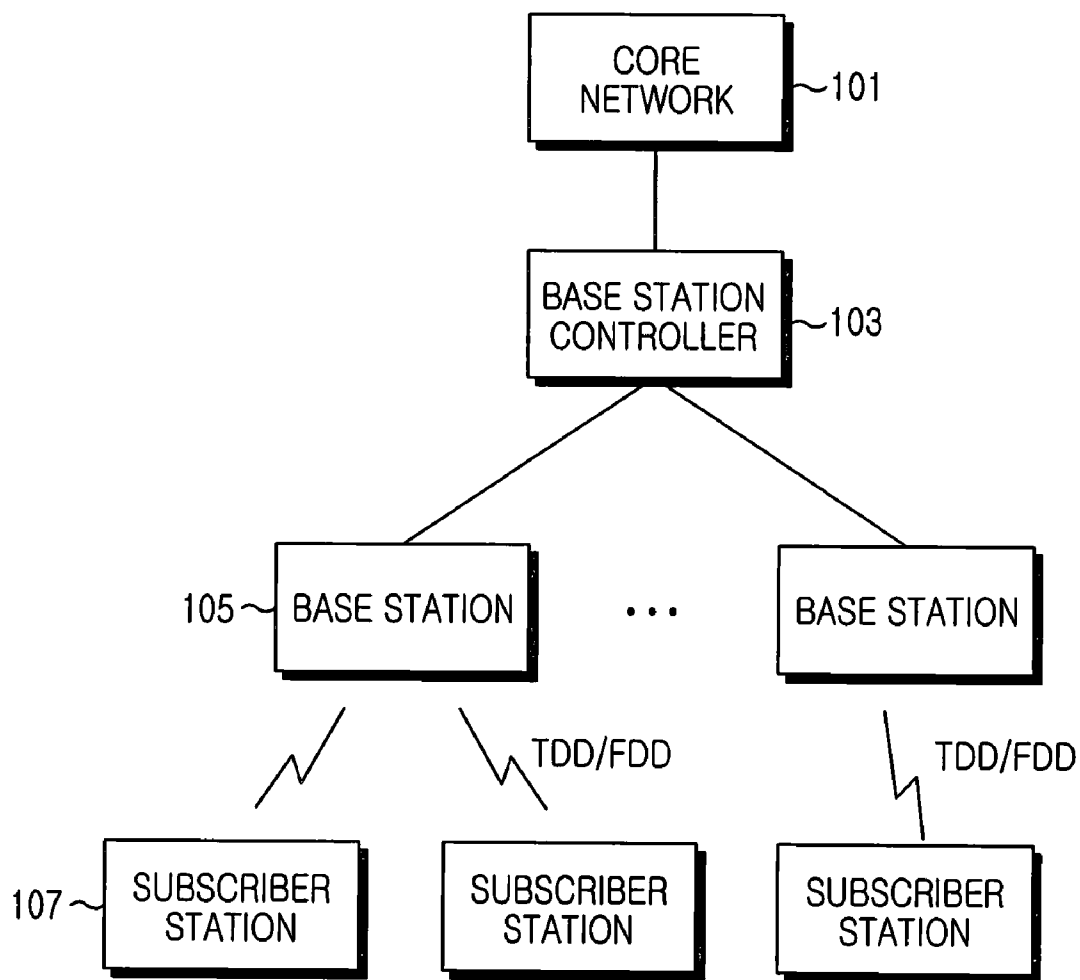 CORE
NETWORK
101
BASE STATION
CONTROLLER
103
105
BASE STATION
...
BASE STATION
TDD/FDD
TDD/FDD
107
SUBSCRIBER
STATION
SUBSCRIBER
STATION
SUBSCRIBER
STATION